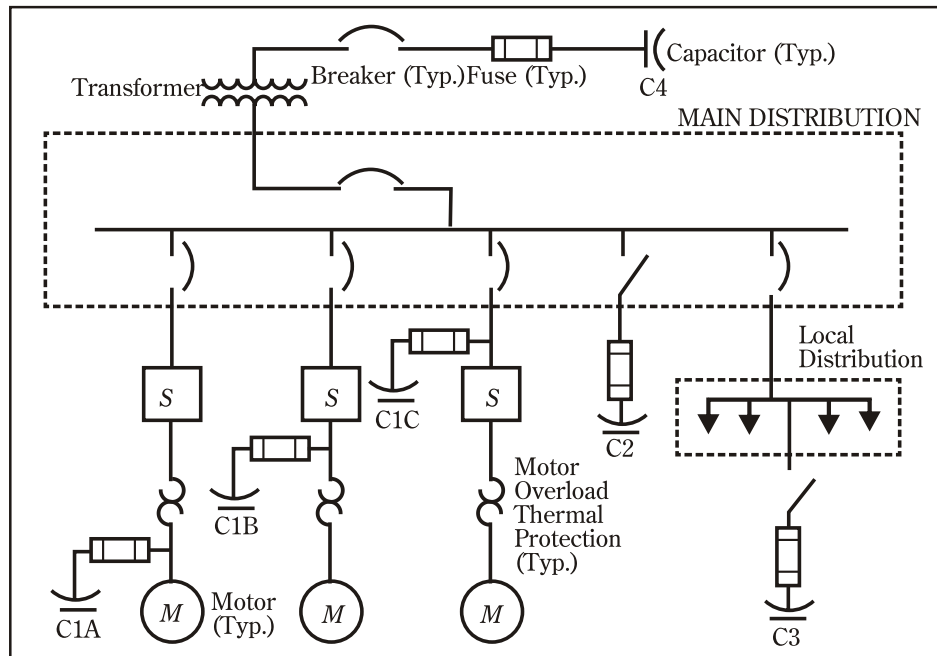 Transformer
Breaker (Typ.)
Fuse (Typ.)
Capacitor (Typ.)
C4
MAIN DISTRIBUTION
Local
Distribution
S
S
S
C1C
C2
C1B
Motor
Overload
Thermal
Protection
(Typ.)
C1A
M
Motor
(Typ.)
M
M
C3